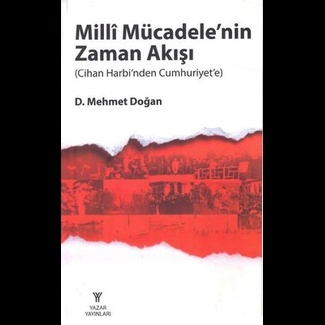 Millî Mücadele'nin
Zaman Akışı
(Cihan Harbi'nden Cumhuriyet'e)
D. Mehmet Doğan
YAZAR
YAYINLARI